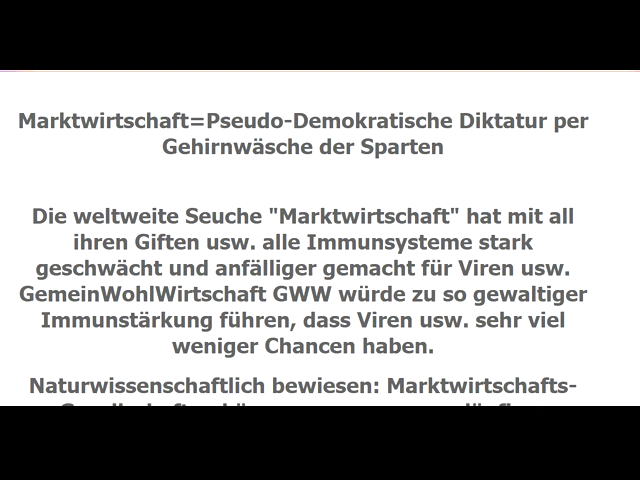 Marktwirtschaft=Pseudo-Demokratische Diktatur per
Gehirnwäsche der Sparten
Die weltweite Seuche "Marktwirtschaft" hat mit all
ihren Giften usw. alle Immunsysteme stark
geschwächt und anfälliger gemacht für Viren usw.
GemeinWohlWirtschaft GWW würde zu so gewaltiger
Immunstärkung führen, dass Viren usw. sehr viel
weniger Chancen haben.
Naturwissenschaftlich bewiesen: Marktwirtschafts-